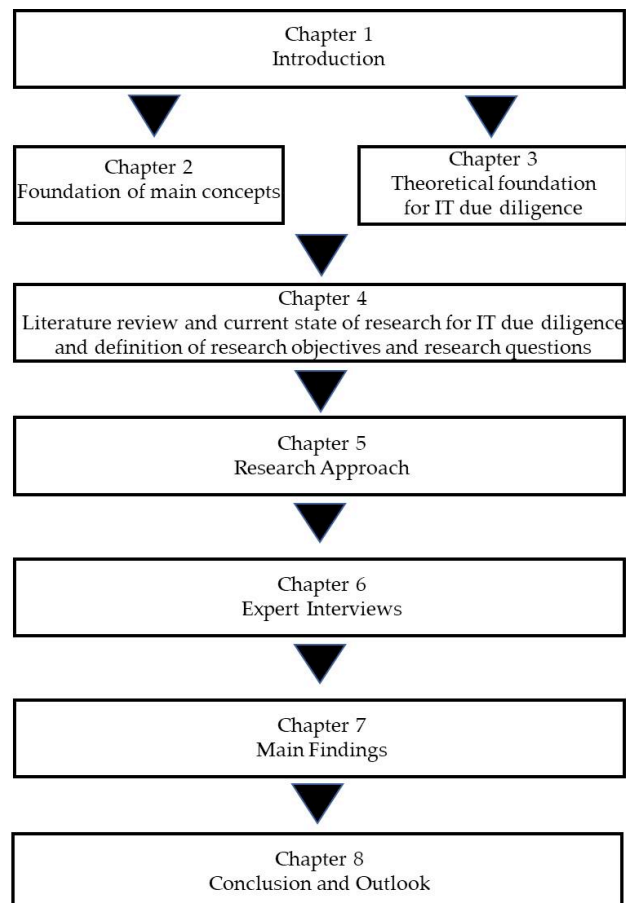 Chapter 1
Introduction
Chapter 2
Foundation of main concepts
Chapter 3
Theoretical foundation
for IT due diligence
Chapter 4
Literature review and current state of research for IT due diligence
and definition of research objectives and research questions
Chapter 5
Research Approach
Chapter 6
Expert Interviews
Chapter 7
Main Findings
Chapter 8
Conclusion and Outlook